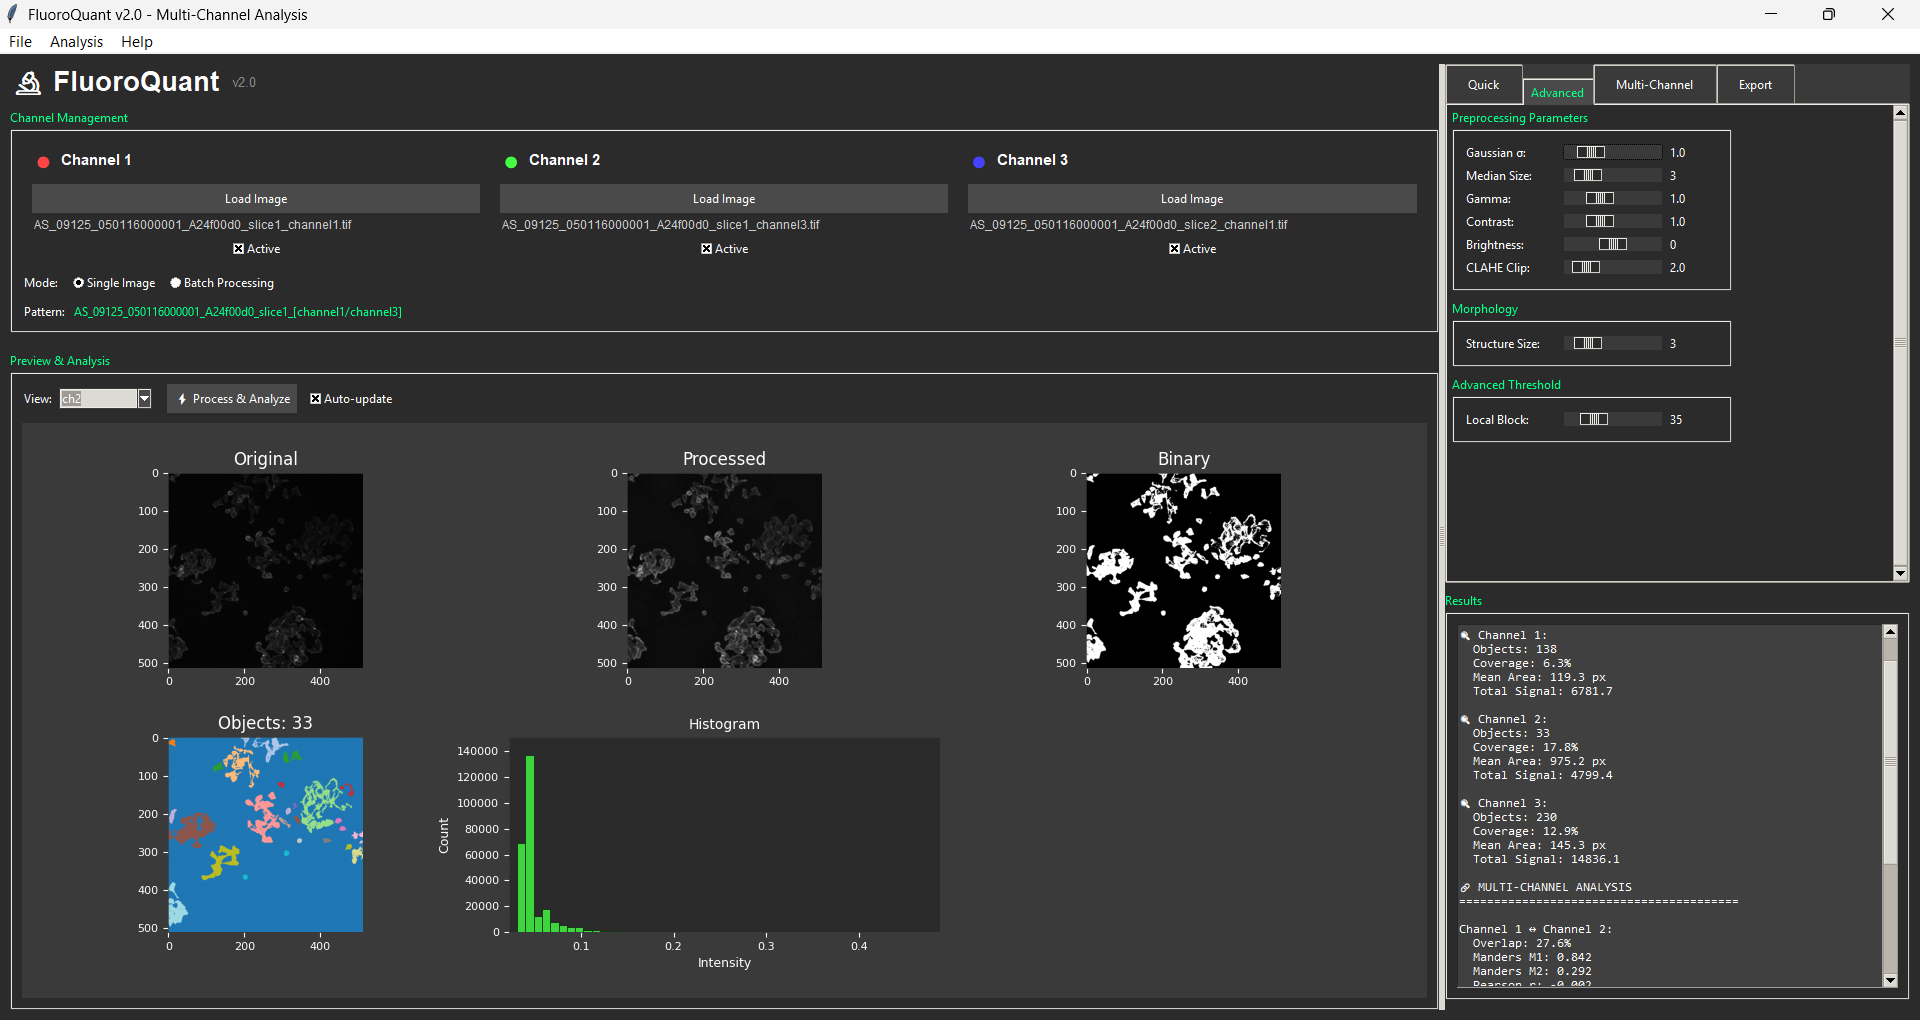 FluoroQuant v2.0 - Multi-Channel Analysis
File Analysis Help
FluoroQuant v2.0
Channel Management
Channel 1
Load Image
AS_09125_050116000001_A24f00d0_slice1_channel1.tif
Active
Channel 2
Load Image
AS_09125_050116000001_A24f00d0_slice1_channel3.tif
Active
Channel 3
Load Image
AS_09125_050116000001_A24f00d0_slice2_channel1.tif
Active
Mode: Single Image Batch Processing
Pattern: AS_09125_050116000001_A24f00d0_slice1_[channel1/channel3]
Preview & Analysis
View: ch2 Process & Analyze Auto-update
Original
0
100
200
300
400
500
0 200 400
Processed
0
100
200
300
400
500
0 200 400
Binary
0
100
200
300
400
500
0 200 400
Objects: 33
0
100
200
300
400
500
0 200 400
Histogram
140000
120000
100000
80000
60000
40000
20000
0
Count
0.1 0.2 0.3 0.4
Intensity
Quick Advanced Multi-Channel Export
Preprocessing Parameters
Gaussian σ: 1.0
Median Size: 3
Gamma: 1.0
Contrast: 1.0
Brightness: 0
CLAHE Clip: 2.0
Morphology
Structure Size: 3
Advanced Threshold
Local Block: 35
Results
Channel 1:
Objects: 138
Coverage: 6.3%
Mean Area: 119.3 px
Total Signal: 6781.7
Channel 2:
Objects: 33
Coverage: 17.8%
Mean Area: 975.2 px
Total Signal: 4799.4
Channel 3:
Objects: 230
Coverage: 12.9%
Mean Area: 145.3 px
Total Signal: 14836.1
MULTI-CHANNEL ANALYSIS
========================================
Channel 1 ↔ Channel 2:
Overlap: 27.6%
Manders M1: 0.842
Manders M2: 0.292
Pearson r: -0.002